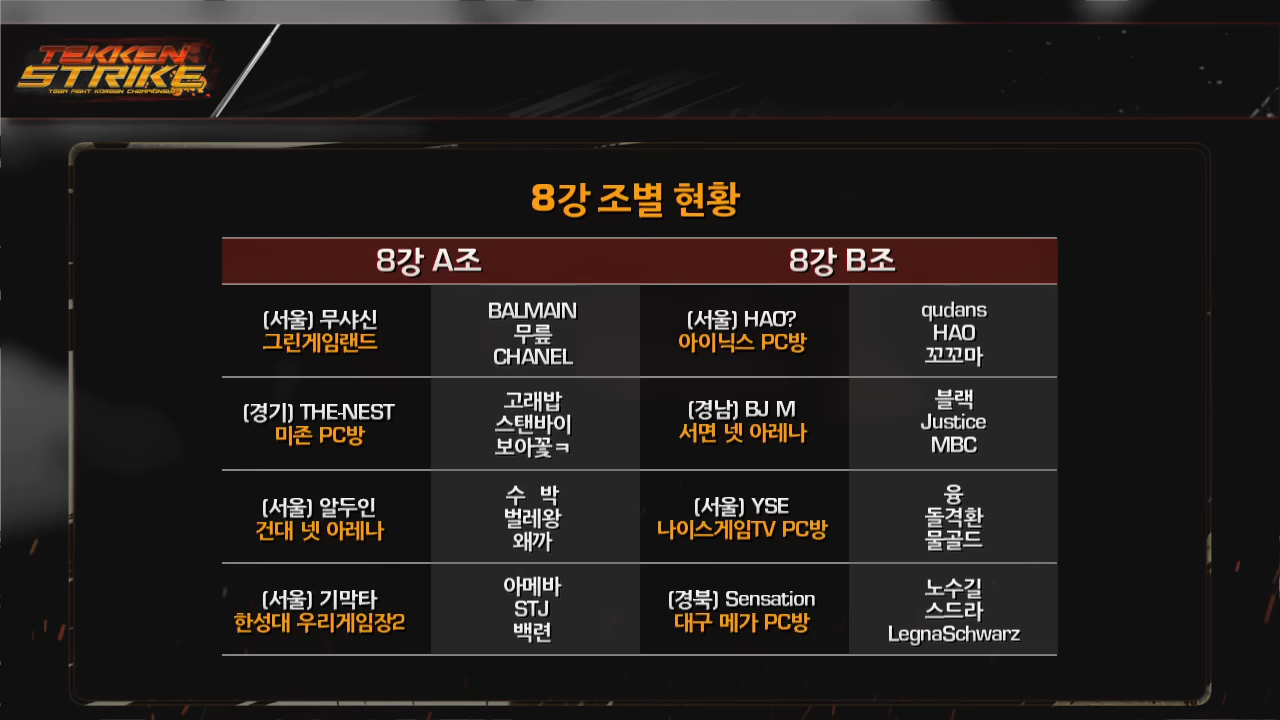 TEKKEN
STRIKE
TEAM FIGHT KOREAN CHAMPIONSHIP
8강 조별 현황
8강 A조
8강 B조
(서울) 무샤신
그린게임랜드
BALMAIN
무릎
CHANEL
(서울) HAO?
아이닉스 PC방
qudans
HAO
꼬꼬마
(경기) THE-NEST
미존 PC방
고래밥
스탠바이
보아꽃ㅋ
(경남) BJ M
서면 넷 아레나
블랙
Justice
MBC
(서울) 알두인
건대 넷 아레나
수 박
벌레왕
왜까
(서울) YSE
나이스게임TV PC방
융
돌격환
물골드
(서울) 기막타
한성대 우리게임장2
아메바
STJ
백련
(경북) Sensation
대구 메가 PC방
노수길
스드라
LegnaSchwarz